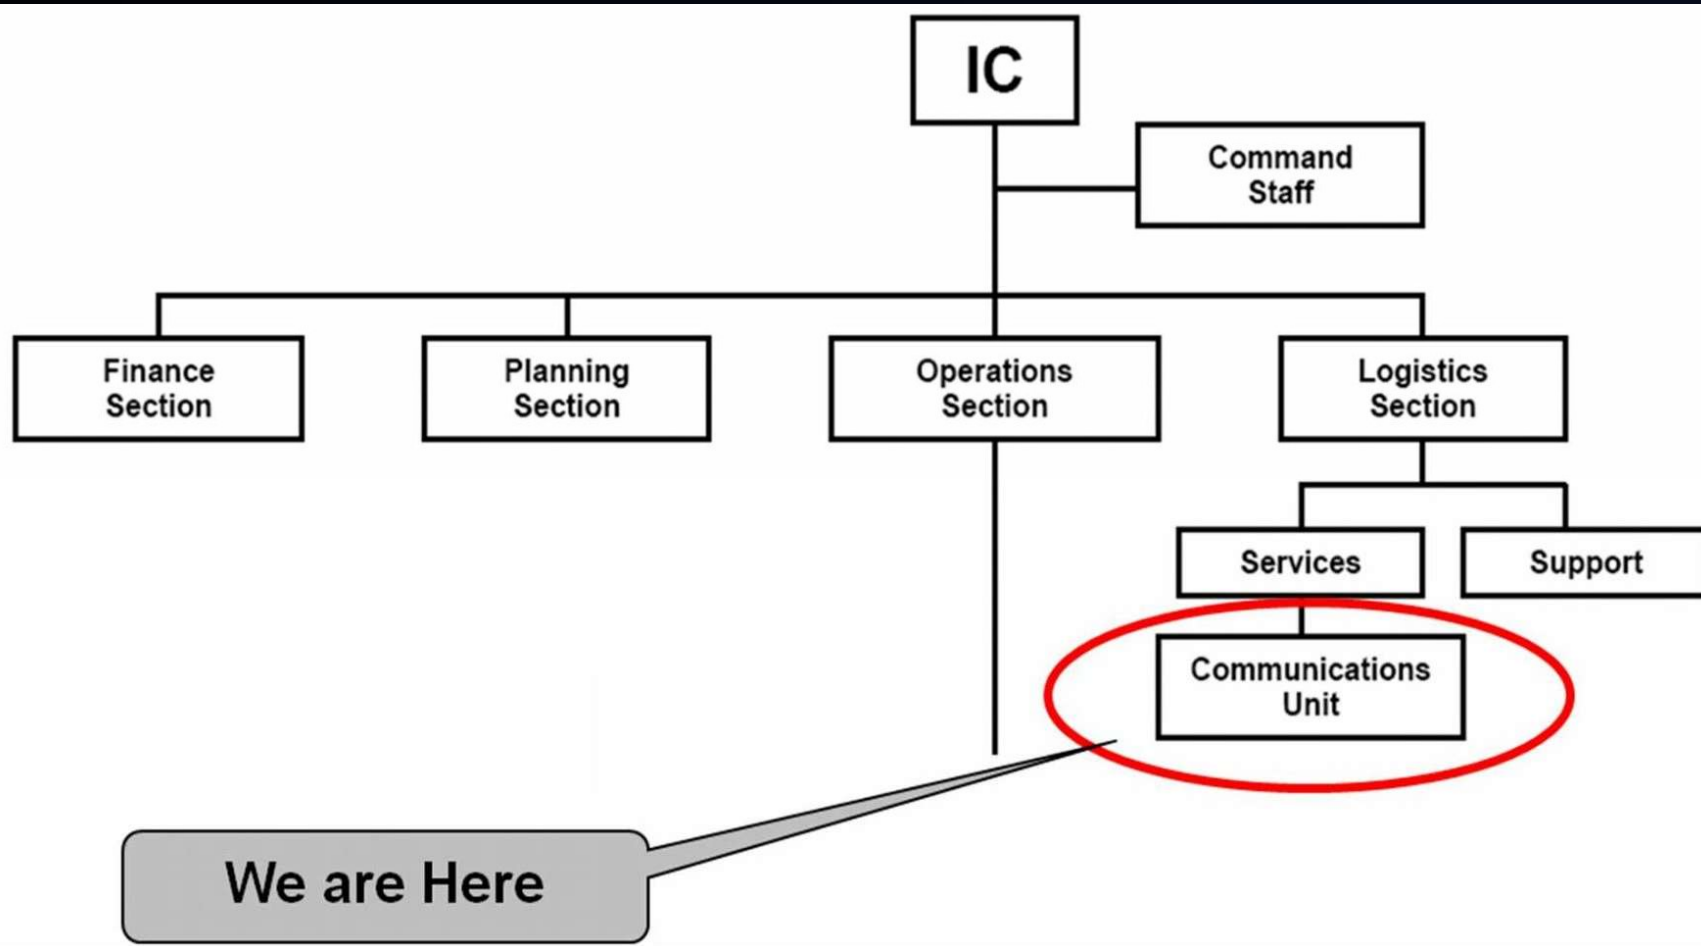 IC
Command
Staff
Finance
Section
Planning
Section
Operations
Section
Logistics
Section
Services
Support
Communications
Unit
We are Here